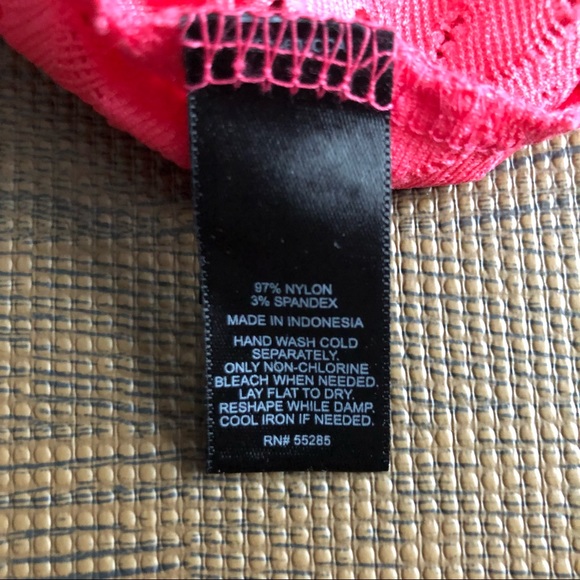 97% NYLON
3% SPANDEX
MADE IN INDONESIA
HAND WASH COLD
SEPARATELY.
ONLY NON-CHLORINE
BLEACH WHEN NEEDED.
LAY FLAT TO DRY.
RESHAPE WHILE DAMP.
COOL IRON IF NEEDED.
RN# 55285